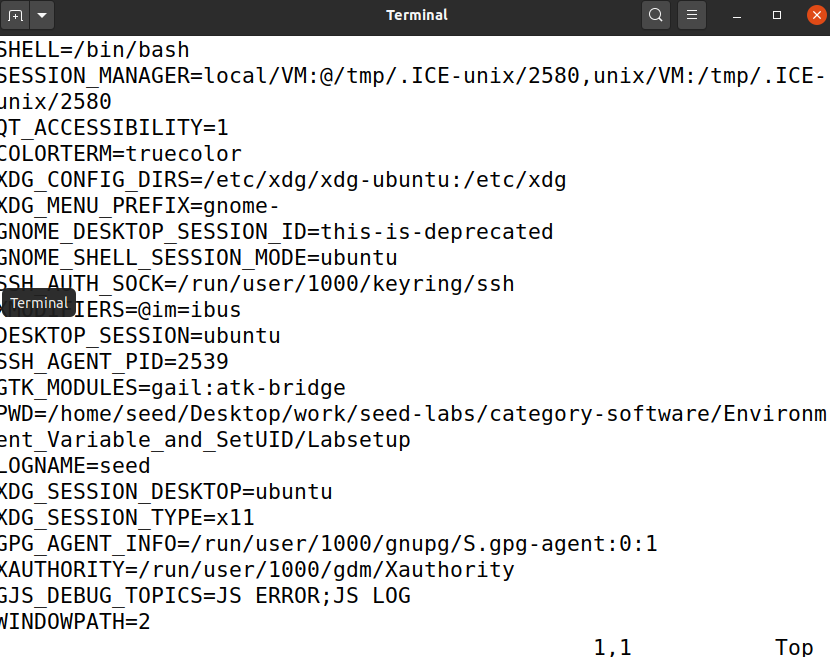 Terminal
SHELL=/bin/bash
SESSION_MANAGER=local/VM:@/tmp/.ICE-unix/2580,unix/VM:/tmp/.ICE-
unix/2580
QT_ACCESSIBILITY=1
COLORTERM=truecolor
XDG_CONFIG_DIRS=/etc/xdg/xdg-ubuntu:/etc/xdg
XDG_MENU_PREFIX=gnome-
GNOME_DESKTOP_SESSION_ID=this-is-deprecated
GNOME_SHELL_SESSION_MODE=ubuntu
SSH_AUTH_SOCK=/run/user/1000/keyring/ssh
Terminal
XMODIFIERS=@im=ibus
DESKTOP_SESSION=ubuntu
SSH_AGENT_PID=2539
GTK_MODULES=gail:atk-bridge
PWD=/home/seed/Desktop/work/seed-labs/category-software/Environm
ent_Variable_and_SetUID/Labsetup
LOGNAME=seed
XDG_SESSION_DESKTOP=ubuntu
XDG_SESSION_TYPE=x11
GPG_AGENT_INFO=/run/user/1000/gnupg/S.gpg-agent:0:1
XAUTHORITY=/run/user/1000/gdm/Xauthority
GJS_DEBUG_TOPICS=JS ERROR;JS LOG
WINDOWPATH=2
1,1 Top